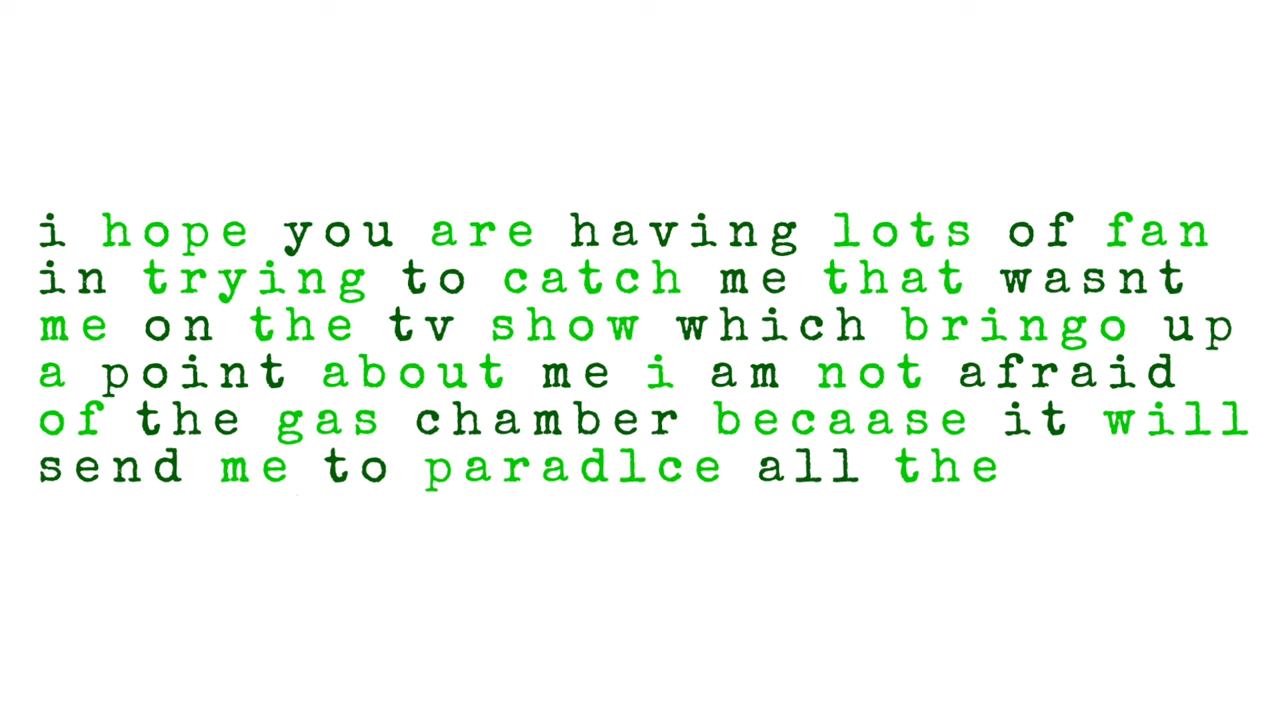 i hope you are having lots of fan
in trying to catch me that wasnt
me on the tv show which bringo up
a point about me i am not afraid
of the gas chamber becaase it will
send me to paradlce all the